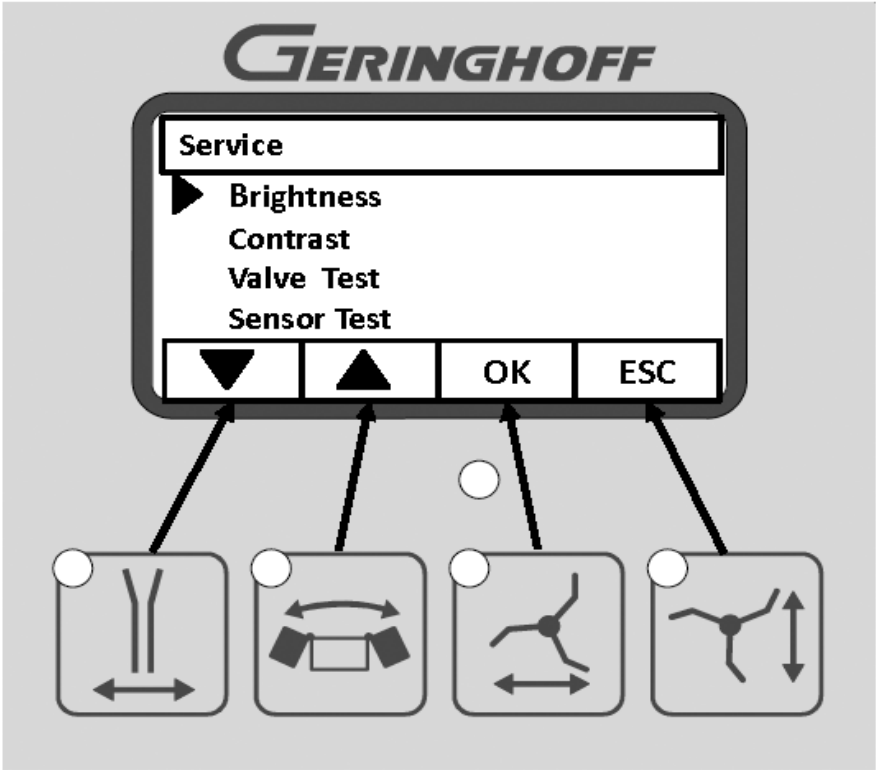 GERINGHOFF
Service
Brightness
Contrast
Valve Test
Sensor Test
OK ESC